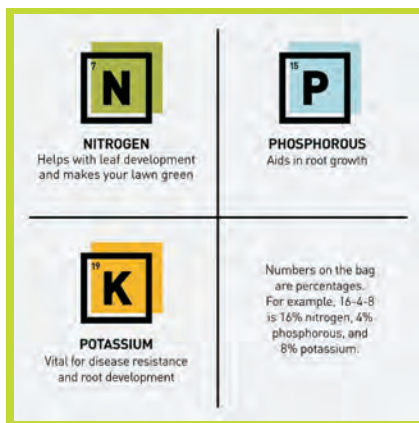 7
N
NITROGEN
Helps with leaf development
and makes your lawn green
15
P
PHOSPHOROUS
Aids in root growth
19
K
POTASSIUM
Vital for disease resistance
and root development
Numbers on the bag
are percentages.
For example, 16-4-8
is 16% nitrogen, 4%
phosphorous, and
8% potassium.